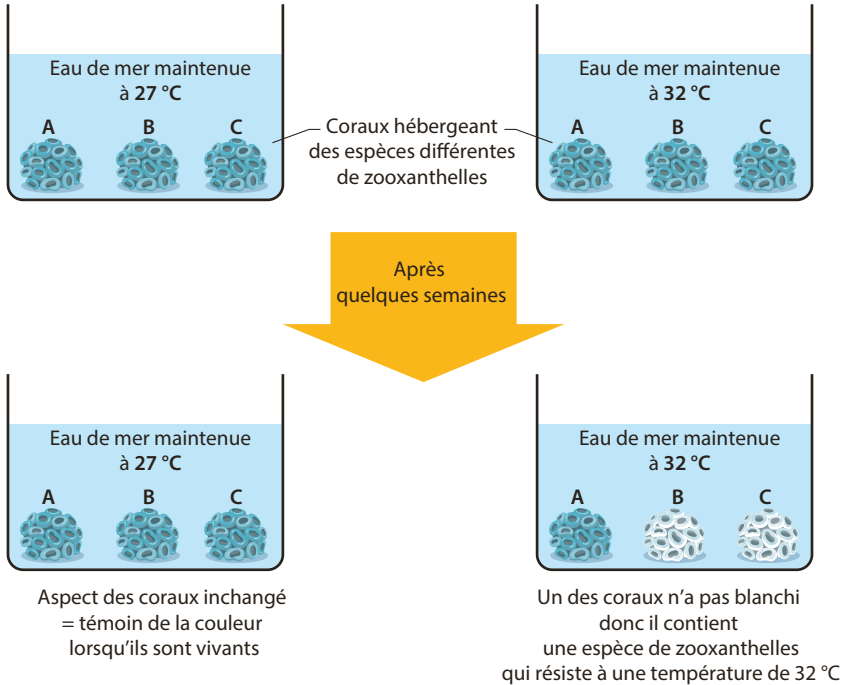 Eau de mer maintenue
à 27 °C
A B C
Eau de mer maintenue
à 32 °C
A B C
Coraux hébergeant
des espèces différentes
de zooxanthelles
Après
quelques semaines
Eau de mer maintenue
à 27 °C
A B C
Eau de mer maintenue
à 32 °C
A B C
Aspect des coraux inchangé
= témoin de la couleur
lorsqu'ils sont vivants
Un des coraux n'a pas blanchi
donc il contient
une espèce de zooxanthelles
qui résiste à une température de 32 °C